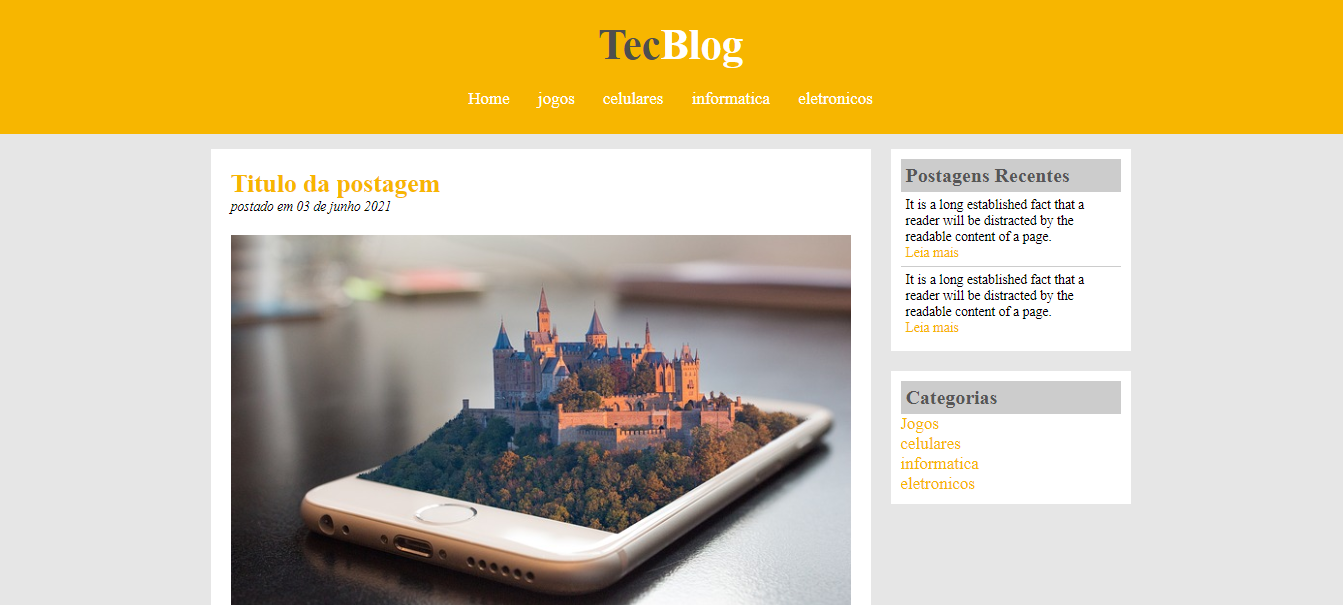 TecBlog
Home jogos celulares informatica eletronicos
Titulo da postagem
postado em 03 de junho 2021
Postagens Recentes
It is a long established fact that a
reader will be distracted by the
readable content of a page.
Leia mais
It is a long established fact that a
reader will be distracted by the
readable content of a page.
Leia mais
Categorias
Jogos
celulares
informatica
eletronicos